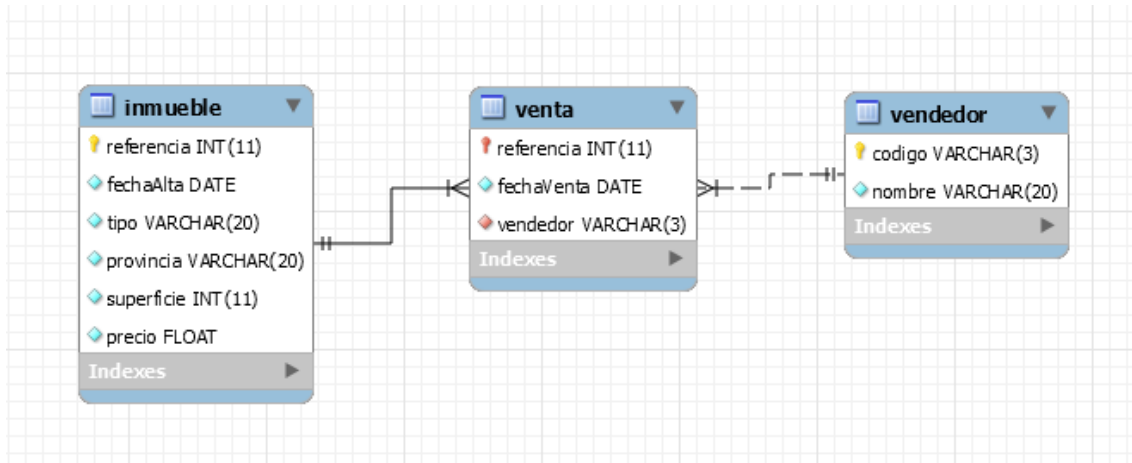 inmueble
referencia INT(11)
fechaAlta DATE
tipo VARCHAR(20)
provincia VARCHAR(20)
superficie INT(11)
precio FLOAT
Indexes
venta
referencia INT(11)
fechaVenta DATE
vendedor VARCHAR(3)
Indexes
vendedor
codigo VARCHAR(3)
nombre VARCHAR(20)
Indexes